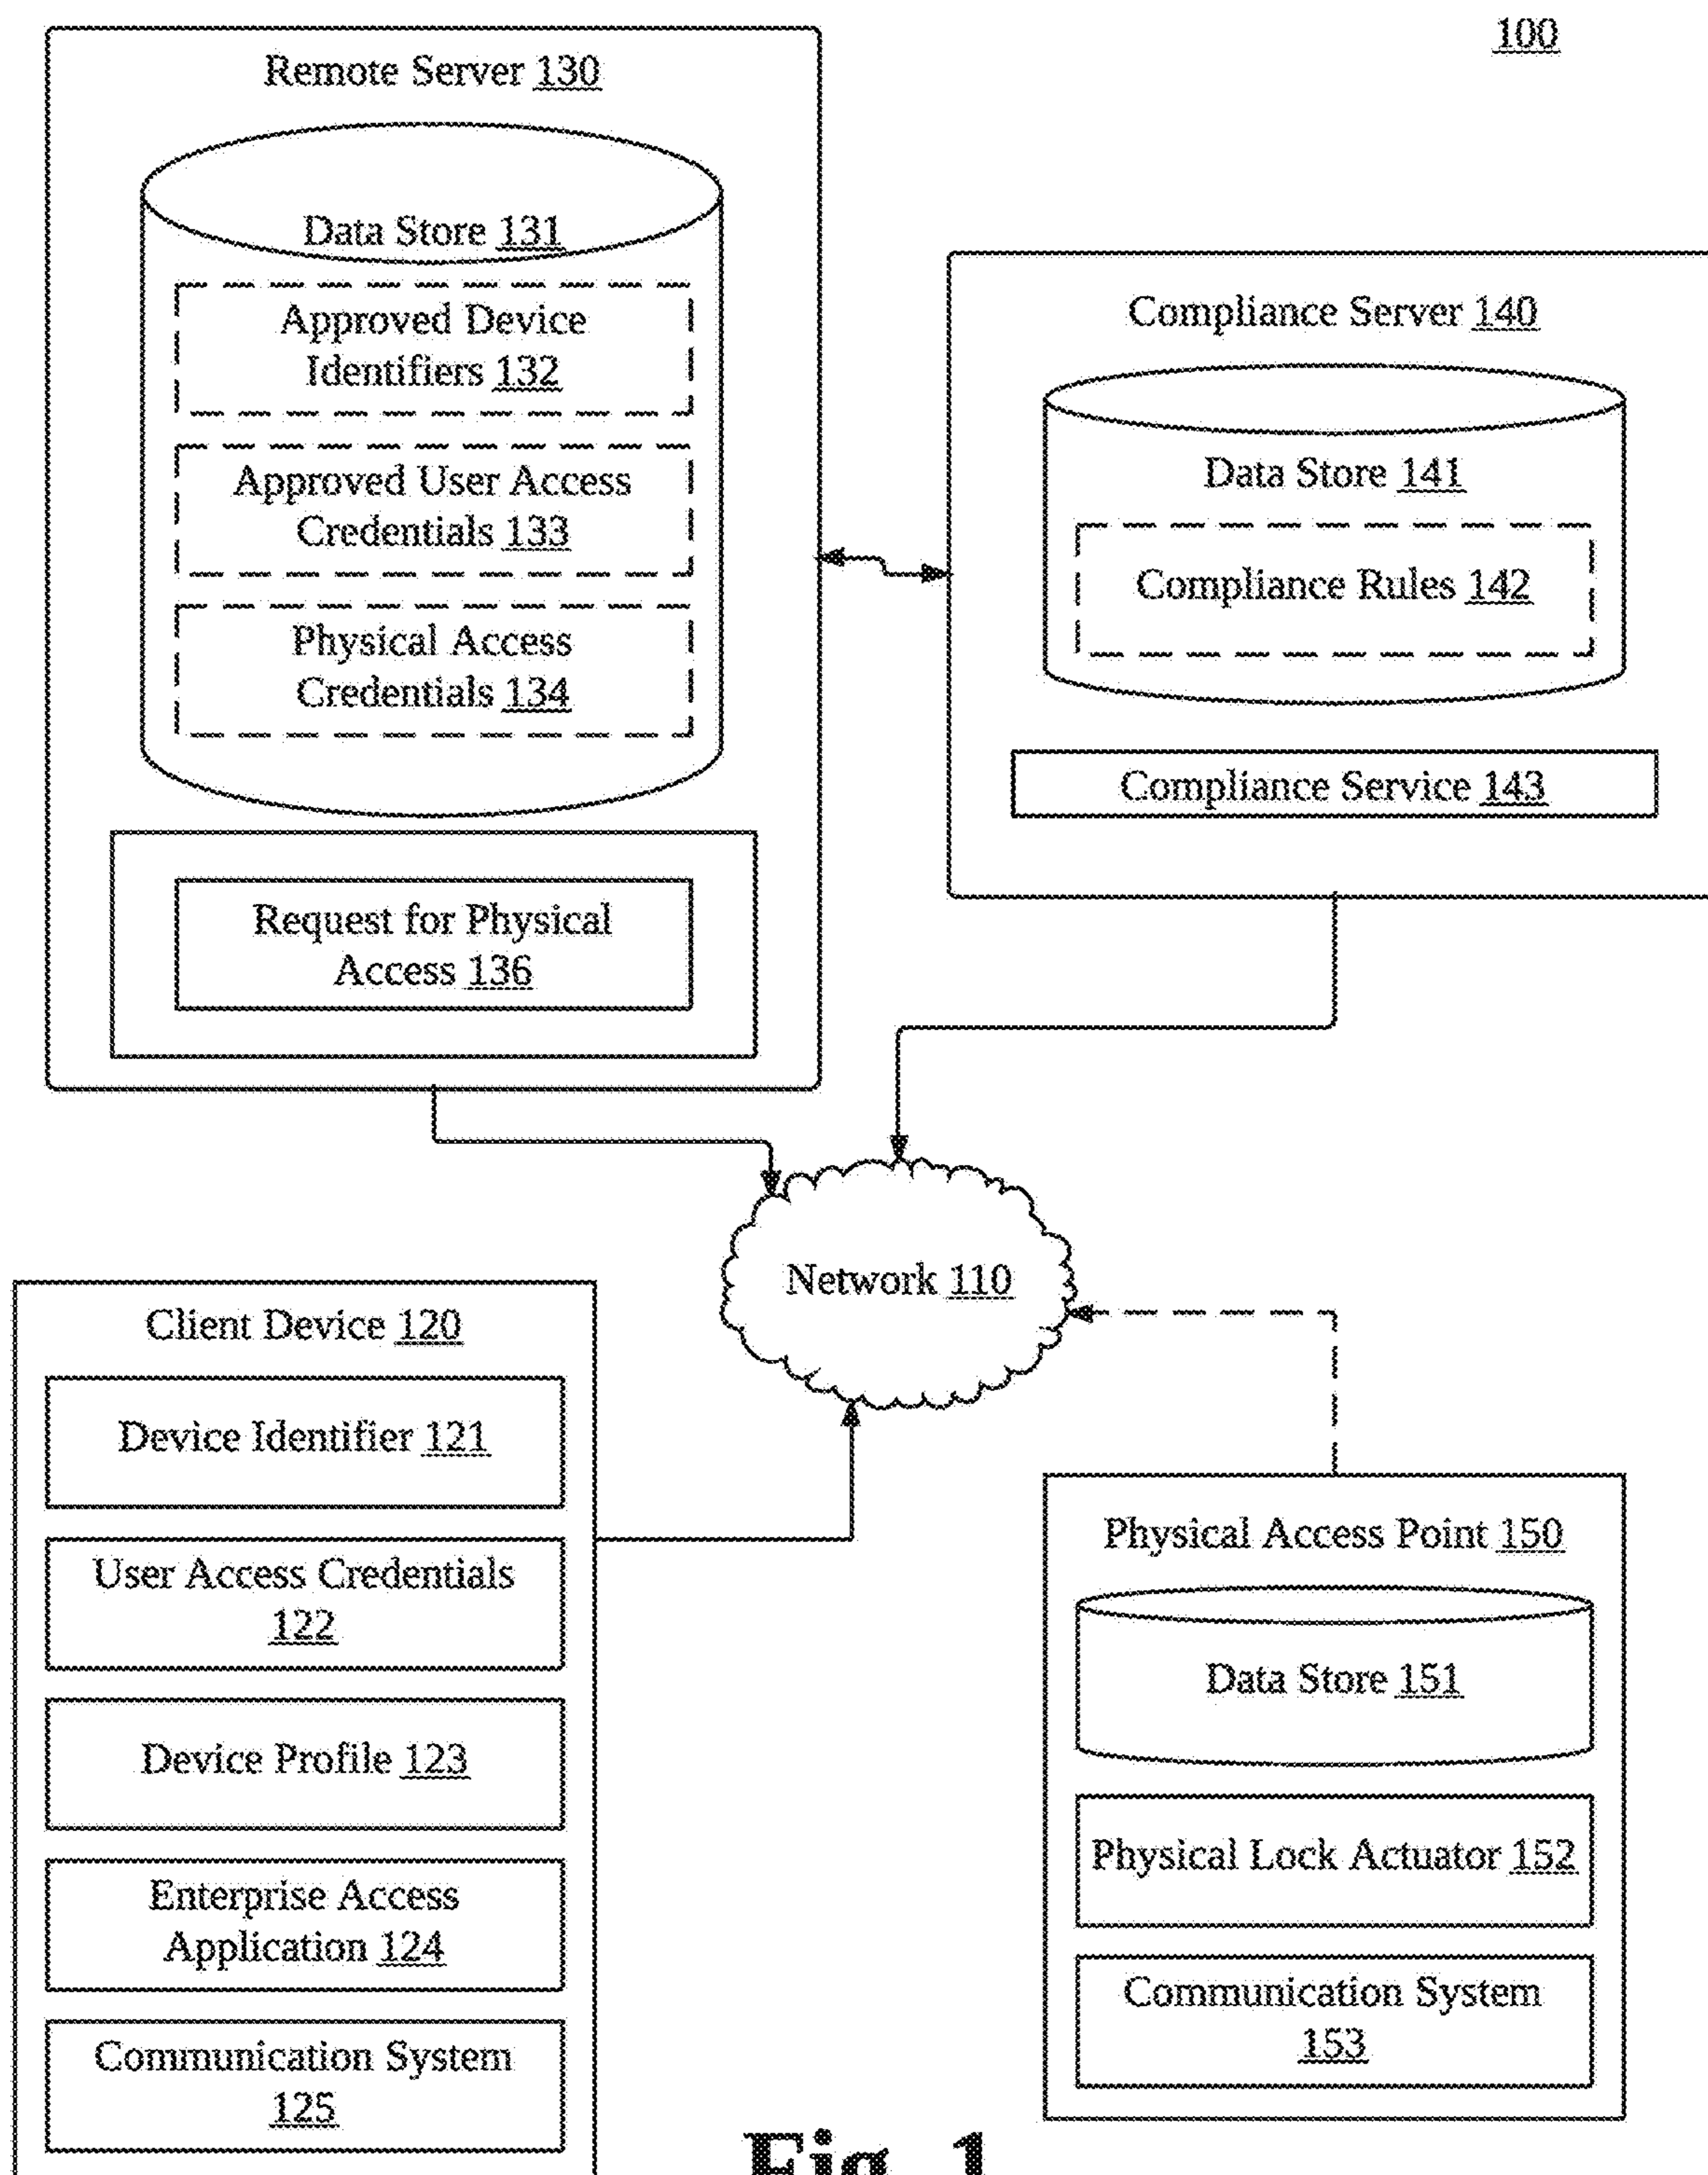 100
Remote Server 130
Data Store 131
Approved Device
Identifiers 132
Approved User Access
Credentials 133
Physical Access
Credentials 134
Request for Physical
Access 136
Compliance Server 140
Data Store 141
Compliance Rules 142
Compliance Service 143
Network 110
Client Device 120
Device Identifier 121
User Access Credentials
122
Device Profile 123
Enterprise Access
Application 124
Communication System
125
Physical Access Point 150
Data Store 151
Physical Lock Actuator 152
Communication System
153
Fig. 1